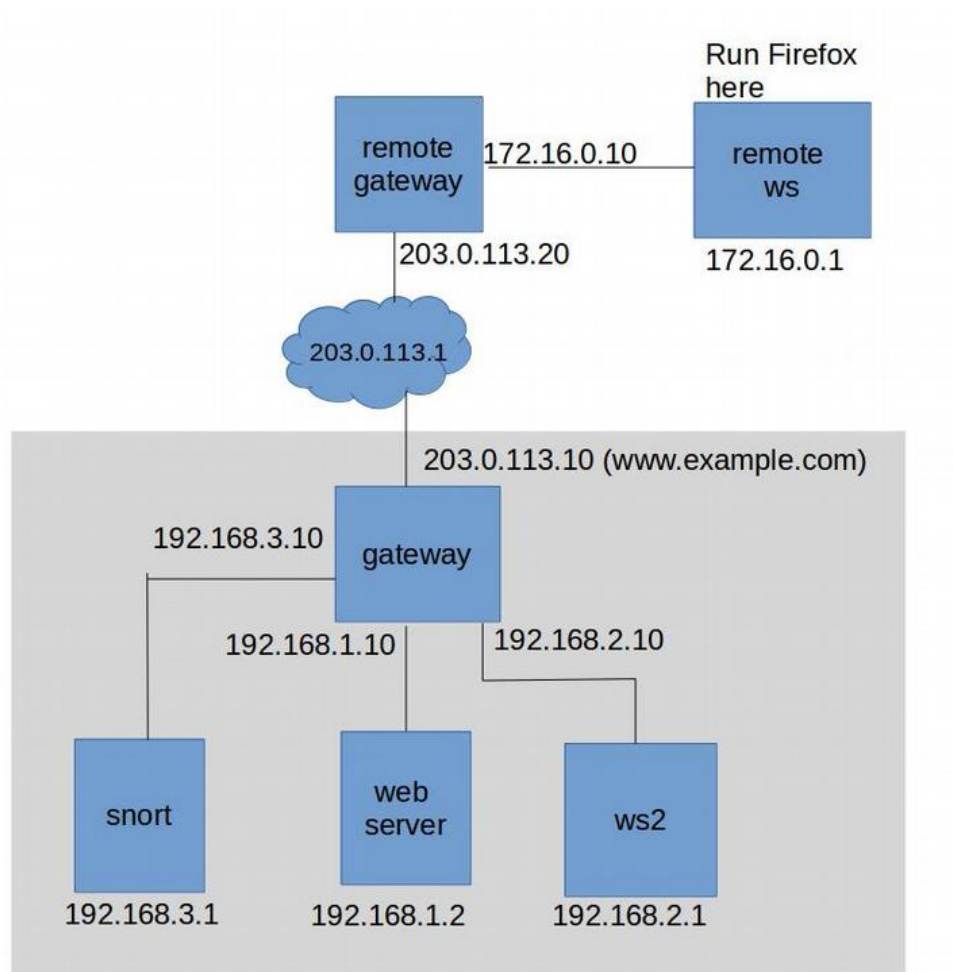 Run Firefox
here
remote
gateway
172.16.0.10
remote
ws
203.0.113.20
172.16.0.1
203.0.113.1
203.0.113.10 (www.example.com)
192.168.3.10
gateway
192.168.1.10
192.168.2.10
snort
web
server
ws2
192.168.3.1
192.168.1.2
192.168.2.1